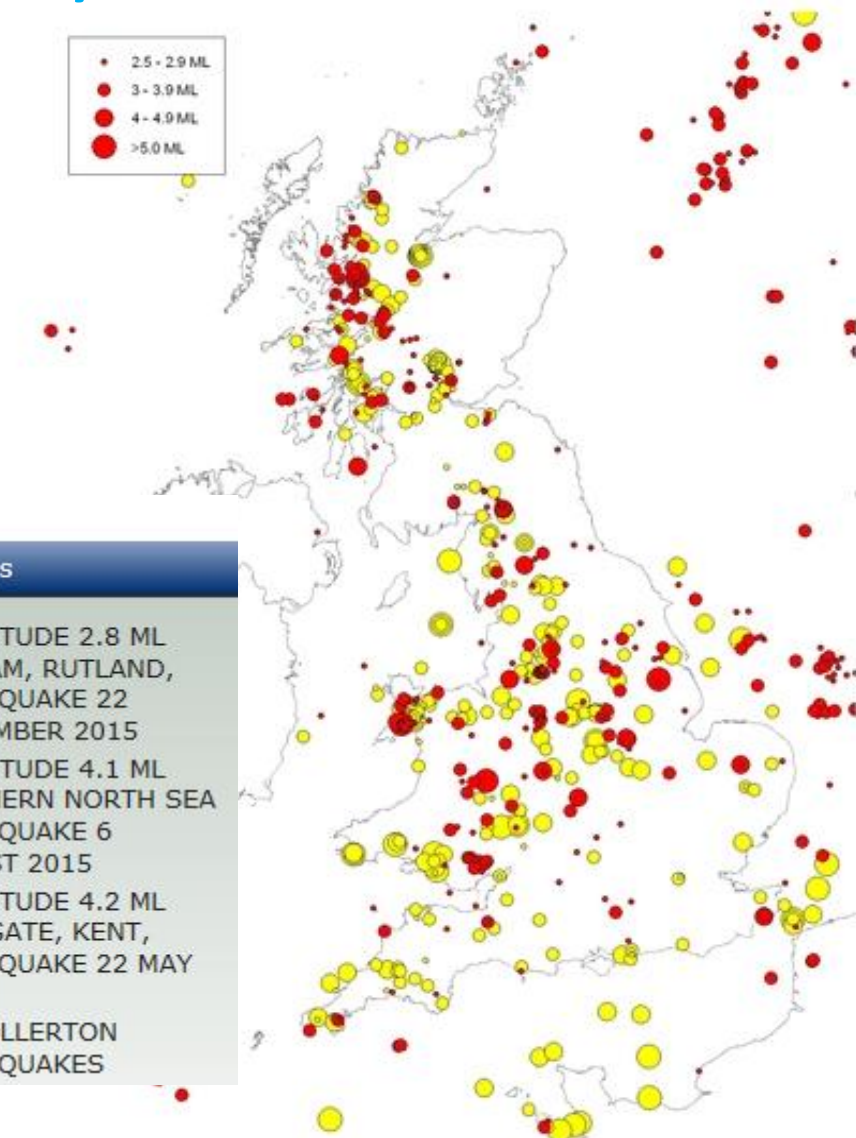 2.5 - 2.9 ML
3 - 3.9 ML
4 - 4.9 ML
>5.0 ML
TUDE 2.8 ML
AM, RUTLAND,
QUAKE 22
MBER 2015
TUDE 4.1 ML
HERN NORTH SEA
QUAKE 6
ST 2015
TUDE 4.2 ML
GATE, KENT,
QUAKE 22 MAY
LLERTON
QUAKES